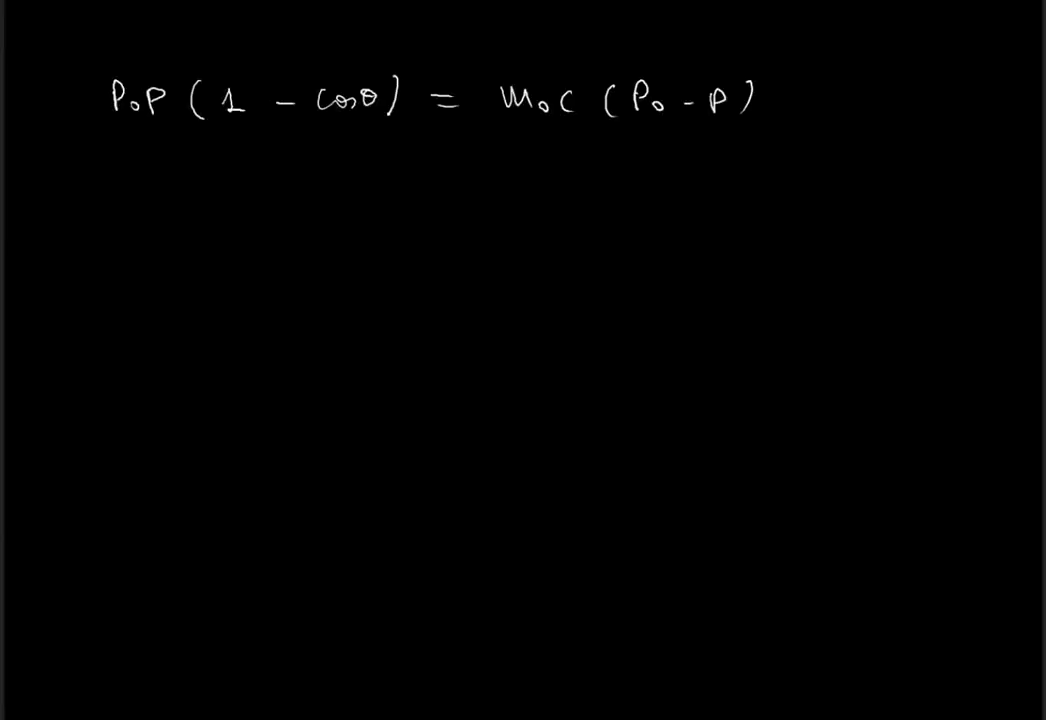 P₀P (1 - cosθ) = m₀c (P₀ - P)